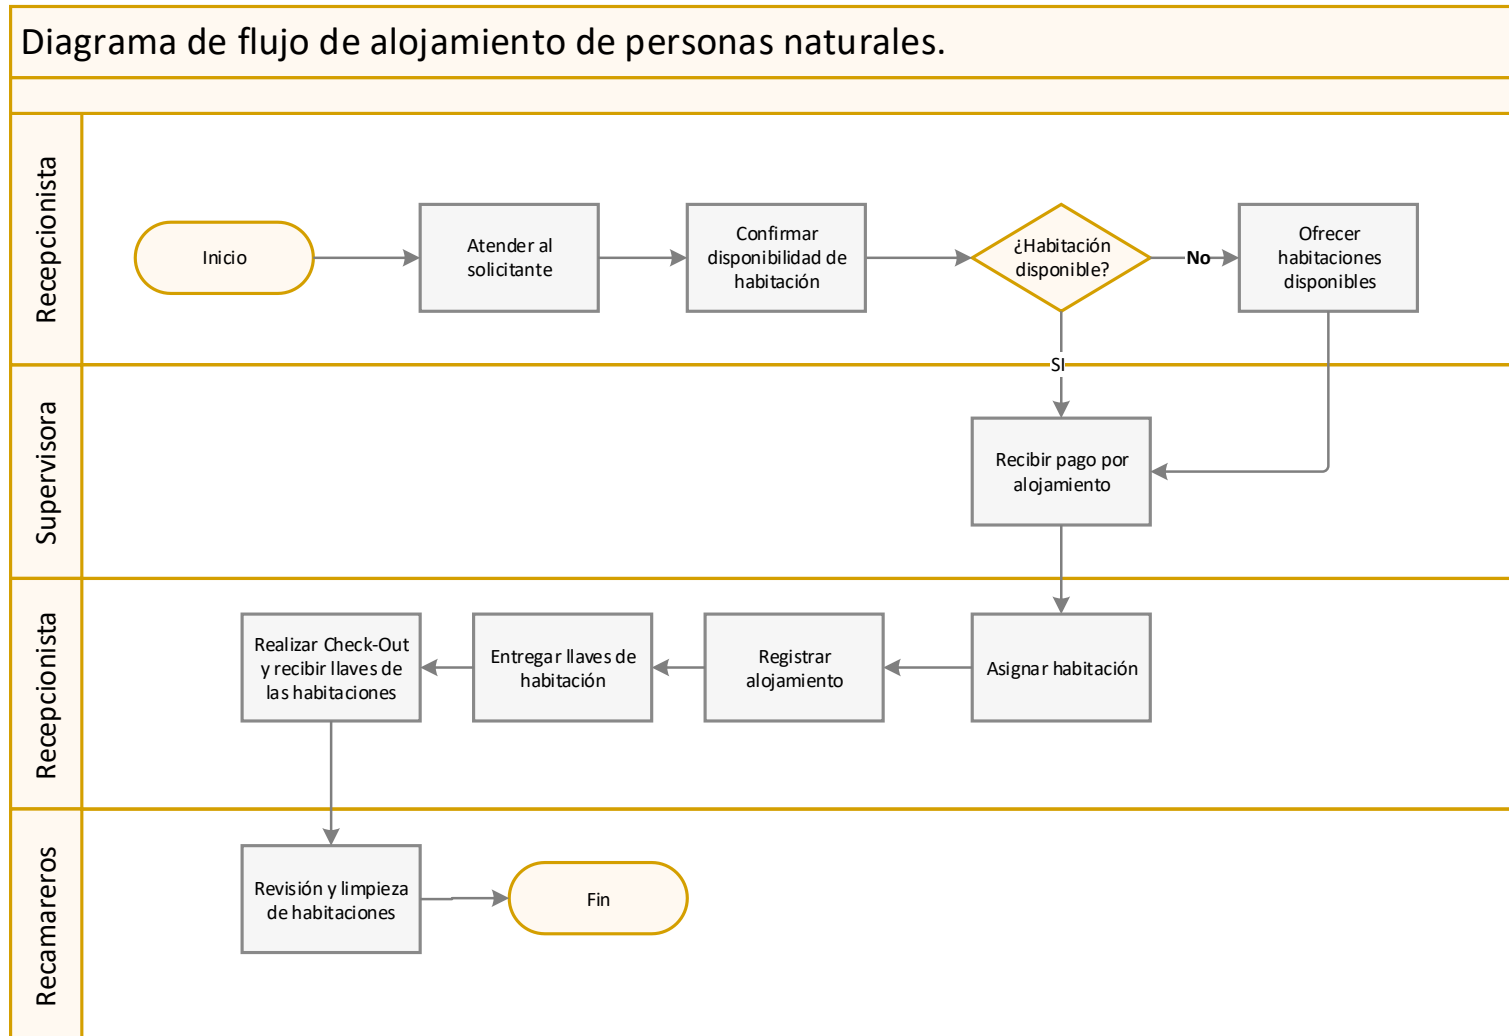 Diagrama de flujo de alojamiento de personas naturales.
Recepcionista
Inicio
Atender al
solicitante
Confirmar
disponibilidad de
habitación
¿Habitación
disponible?
No
Ofrecer
habitaciones
disponibles
SI
Supervisora
Recibir pago por
alojamiento
Recepcionista
Realizar Check-Out
y recibir llaves de
las habitaciones
Entregar llaves de
habitación
Registrar
alojamiento
Asignar habitación
Recamareros
Revisión y limpieza
de habitaciones
Fin